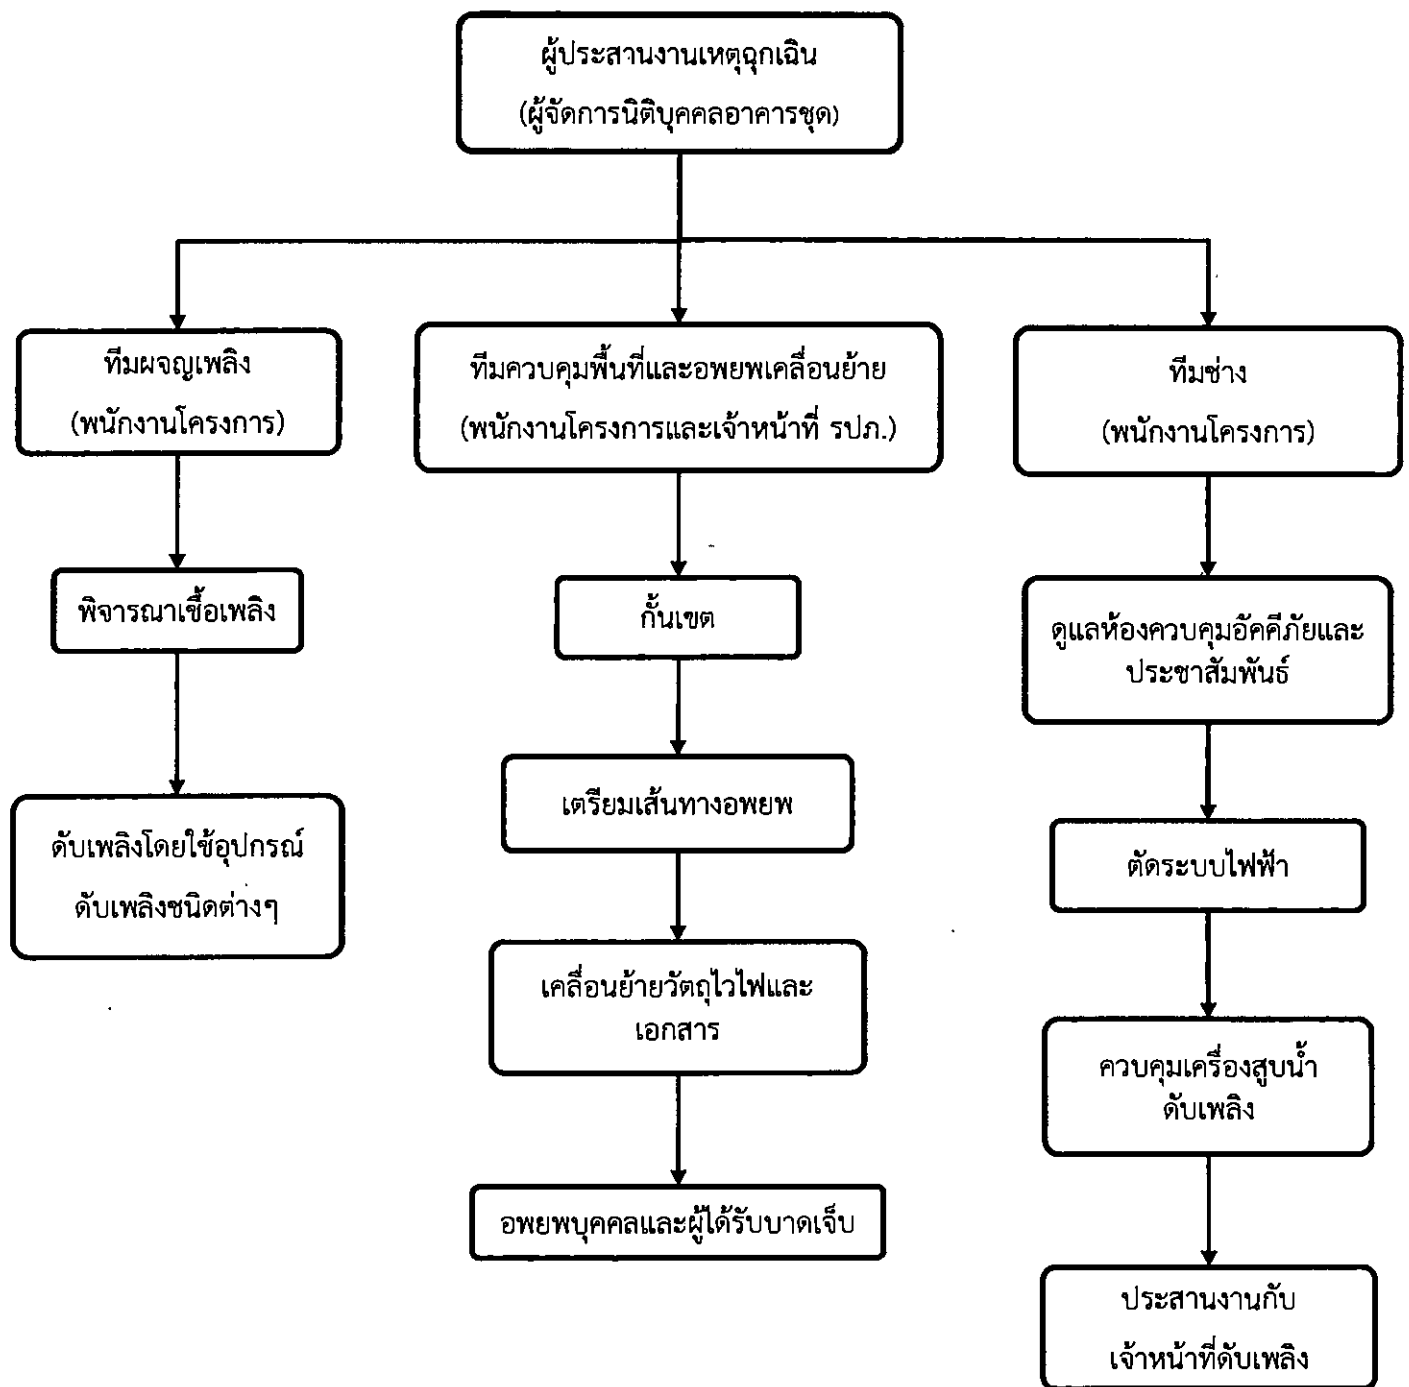 ผู้ประสานงานเหตุฉุกเฉิน
(ผู้จัดการนิติบุคคลอาคารชุด)
ทีมผจญเพลิง
(พนักงานโครงการ)
พิจารณาเชื้อเพลิง
ดับเพลิงโดยใช้อุปกรณ์
ดับเพลิงชนิดต่างๆ
ทีมควบคุมพื้นที่และอพยพเคลื่อนย้าย
(พนักงานโครงการและเจ้าหน้าที่ รปภ.)
กั้นเขต
เตรียมเส้นทางอพยพ
เคลื่อนย้ายวัตถุไวไฟและ
เอกสาร
อพยพบุคคลและผู้ได้รับบาดเจ็บ
ทีมช่าง
(พนักงานโครงการ)
ดูแลห้องควบคุมอัคคีภัยและ
ประชาสัมพันธ์
ตัดระบบไฟฟ้า
ควบคุมเครื่องสูบน้ำ
ดับเพลิง
ประสานงานกับ
เจ้าหน้าที่ดับเพลิง